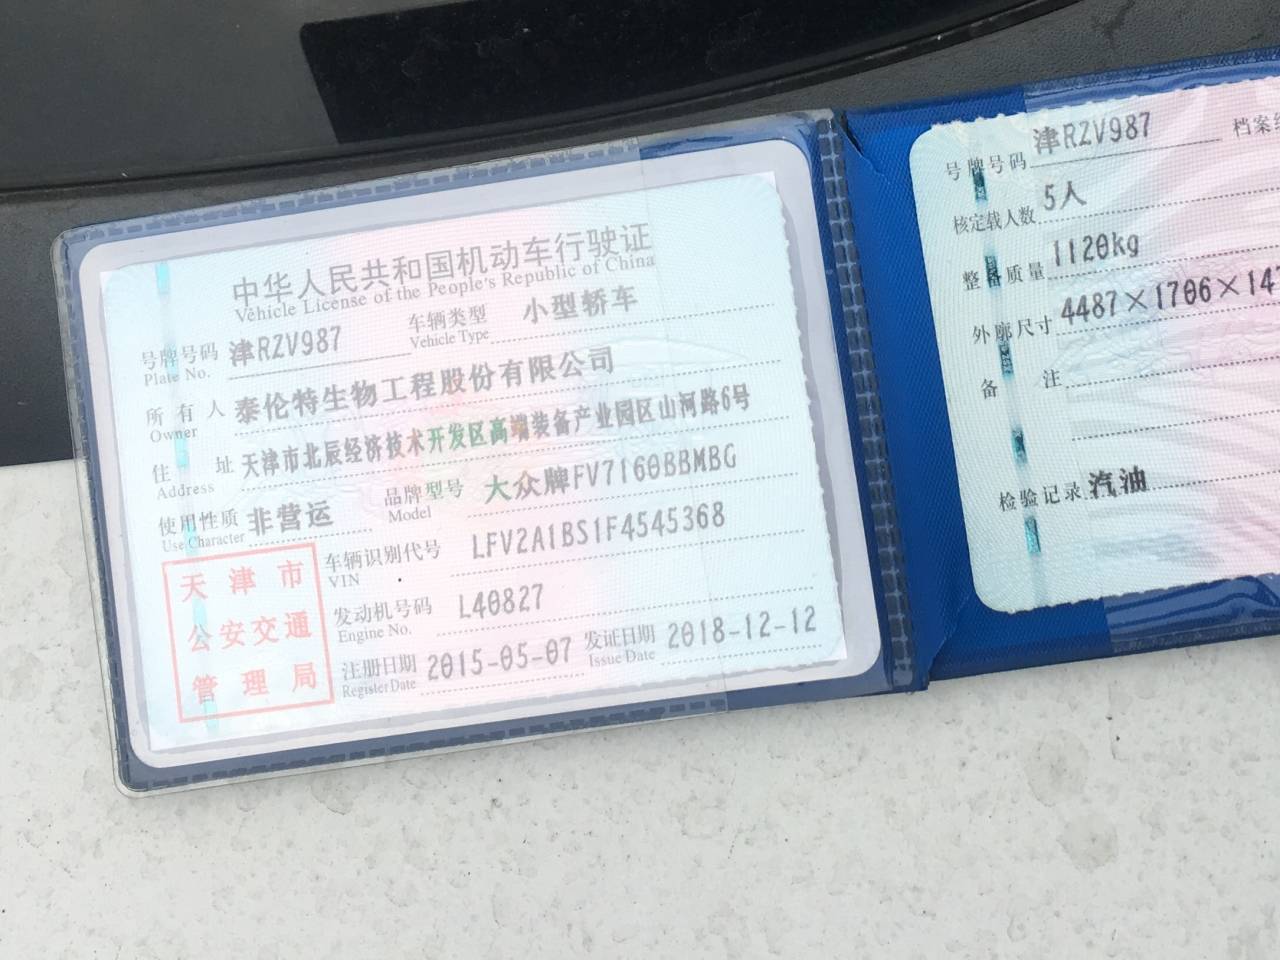 中华人民共和国机动车行驶证
Vehicle License of the People's Republic of China
号牌号码 津RZV987 车辆类型 小型轿车
Plate No. Vehicle Type
所有人 泰伦特生物工程股份有限公司
Owner
住址 天津市北辰经济技术开发区高端装备产业园区山河路6号
Address
使用性质 非营运 品牌型号 大众牌FV7160BBMBG
Use Character Model
车辆识别代号 LFV2A1BS1F4545368
VIN
发动机号码 L40827
Engine No.
注册日期 2015-05-07 发证日期 2018-12-12
Register Date Issue Date
天津市
公安交通
管理局
号牌号码 津RZV987 档案
核定载人数 5人
整备质量 1120kg
外廓尺寸 4487×1706×147
备注
检验记录 汽油